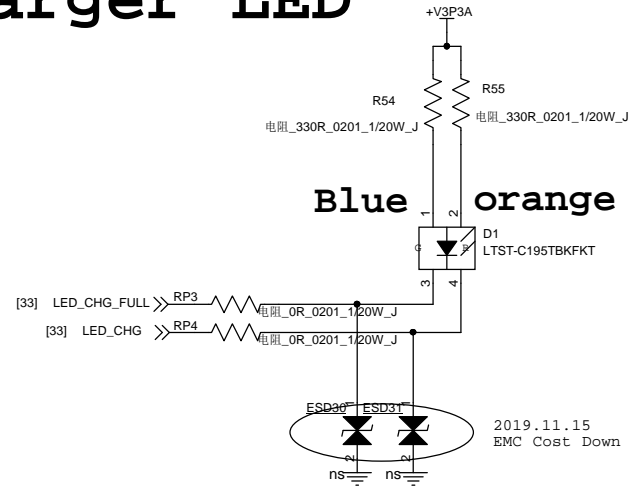 arger LED
+V3P3A
R54
R55
电阻_330R_0201_1/20W_J
电阻_330R_0201_1/20W_J
Blue
orange
1
2
G
R
D1
LTST-C195TBKFKT
3
4
[33] LED_CHG_FULL
RP3
电阻_0R_0201_1/20W_J
[33] LED_CHG
RP4
电阻_0R_0201_1/20W_J
ESD30
1
ESD31
1
2019.11.15
EMC Cost Down
2
2
ns
ns